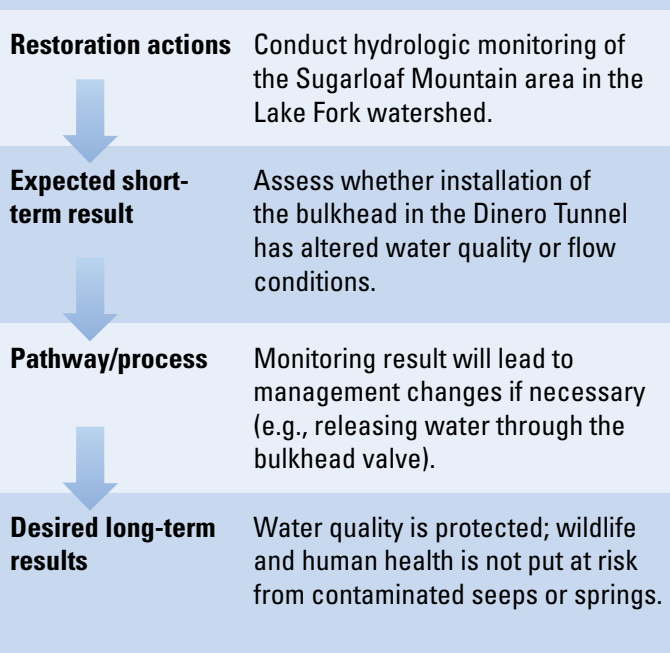 Restoration actions Conduct hydrologic monitoring of
the Sugarloaf Mountain area in the
Lake Fork watershed.
Expected short- Assess whether installation of
term result the bulkhead in the Dinero Tunnel
has altered water quality or flow
conditions.
Pathway/process Monitoring result will lead to
management changes if necessary
(e.g., releasing water through the
bulkhead valve).
Desired long-term Water quality is protected; wildlife
results and human health is not put at risk
from contaminated seeps or springs.